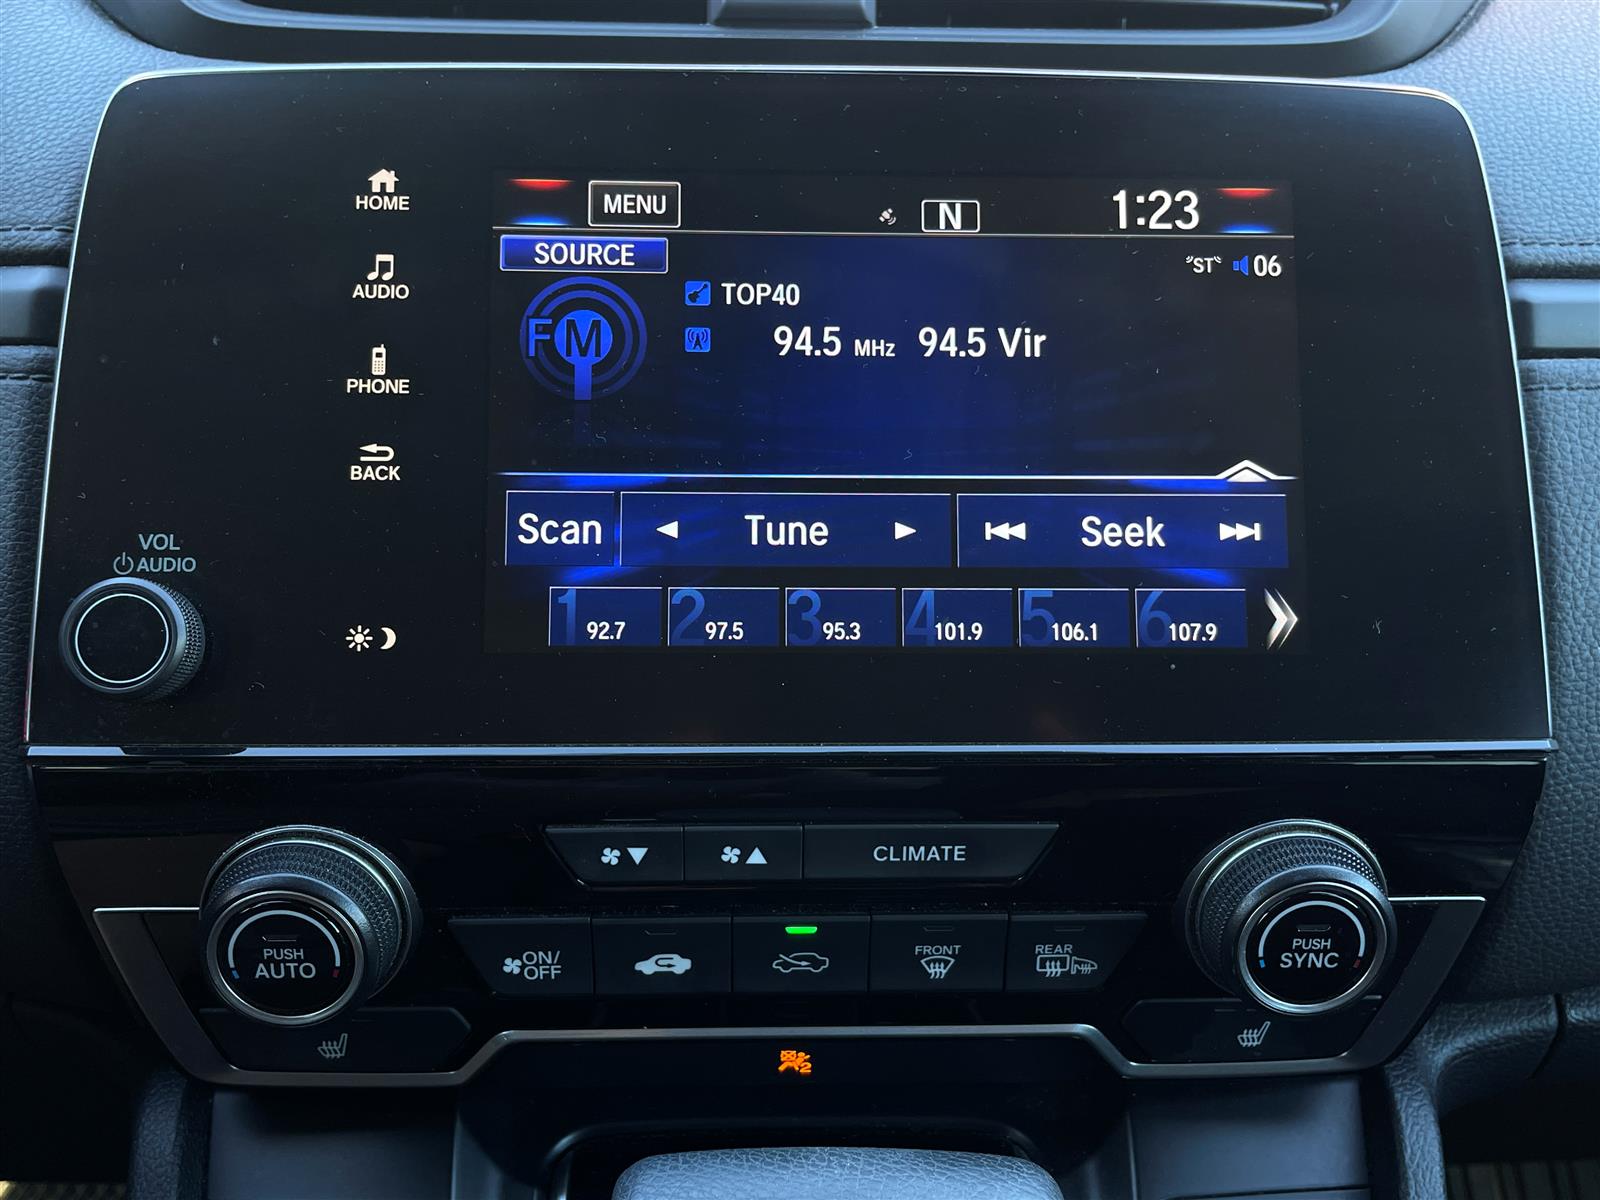 HOME
AUDIO
PHONE
BACK
VOL
AUDIO
MENU
N
1:23
SOURCE
"ST" 06
FM
TOP40
94.5 MHz 94.5 Vir
Scan
Tune
Seek
1 92.7
2 97.5
3 95.3
4 101.9
5 106.1
6 107.9
CLIMATE
PUSH
AUTO
ON/
OFF
FRONT
REAR
PUSH
SYNC
2